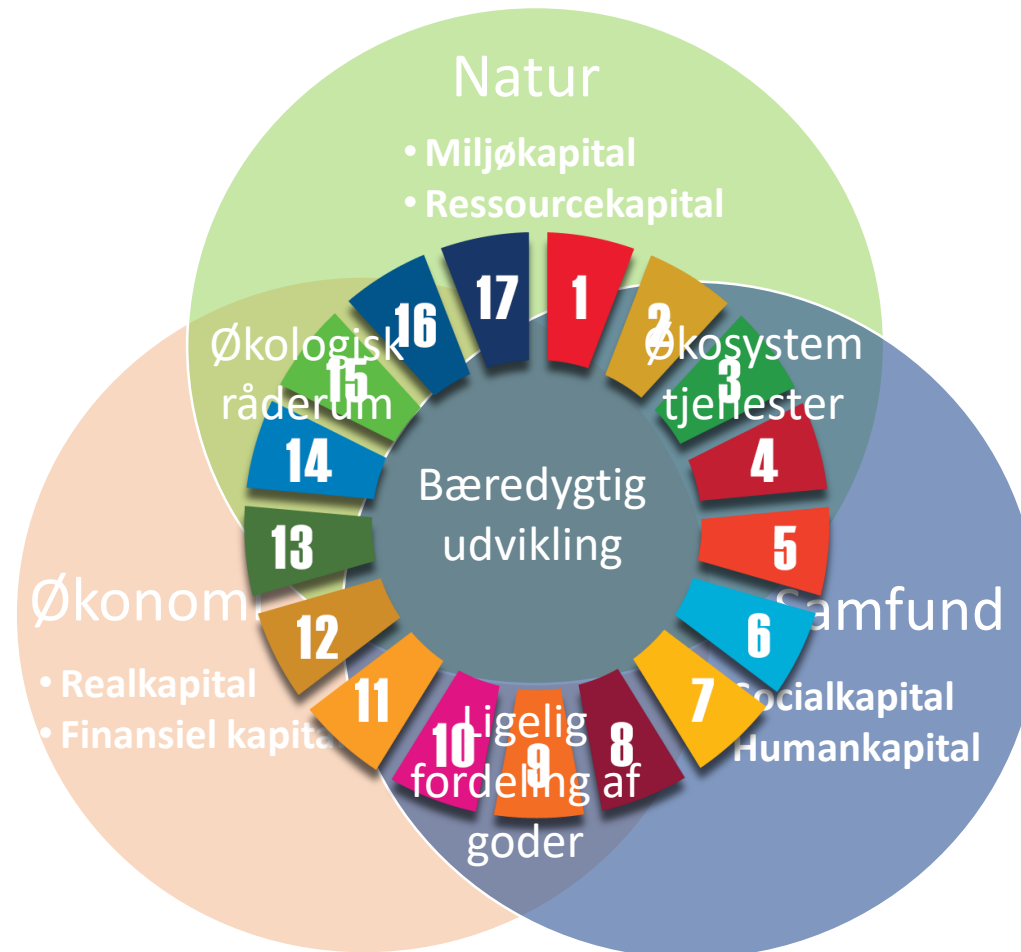 Natur
• Miljøkapital
• Ressourcekapital
17
1
16
2
Økologisk
råderum
15
Økosystem
tjenester
3
14
4
Bæredygtig
udvikling
13
5
Økonomi
Samfund
12
6
• Realkapital
• Finansiel kapital
11
7
Socialkapital
Humankapital
10
9
8
Ligelig
fordeling af
goder